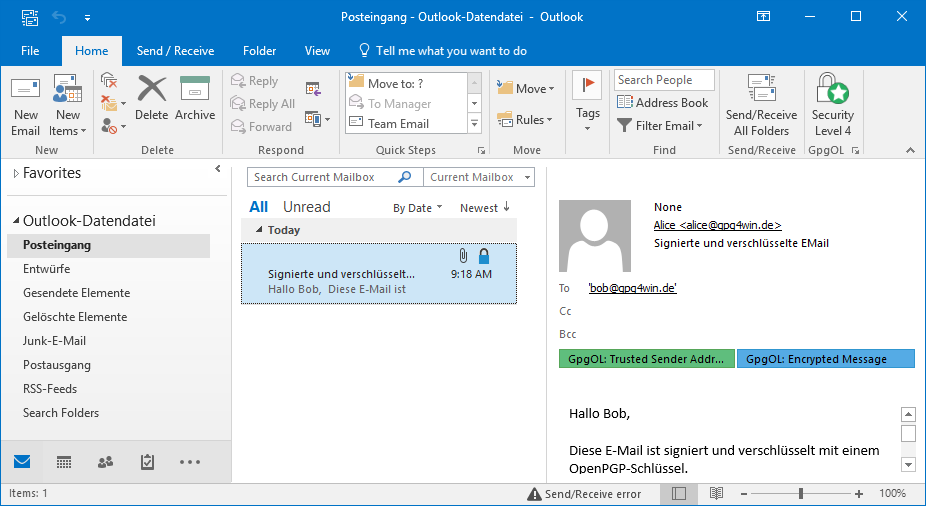 Posteingang - Outlook-Datendatei - Outlook
File Home Send / Receive Folder View Tell me what you want to do
New Email
New Items
Delete
Archive
Reply
Reply All
Forward
Move to: ?
To Manager
Team Email
Move
Rules
Tags
Search People
Address Book
Filter Email
Send/Receive All Folders
Security Level 4
New Delete Respond Quick Steps Move Find Send/Receive GpgOL
Favorites
Outlook-Datendatei
Posteingang
Entwürfe
Gesendete Elemente
Gelöschte Elemente
Junk-E-Mail
Postausgang
RSS-Feeds
Search Folders
Search Current Mailbox Current Mailbox
All Unread By Date Newest
Today
Signierte und verschlüsselt... 9:18 AM
Hallo Bob, Diese E-Mail ist
None
Alice <alice@gpg4win.de>
Signierte und verschlüsselte EMail
To 'bob@gpg4win.de'
Cc
Bcc
GpgOL: Trusted Sender Addr... GpgOL: Encrypted Message
Hallo Bob,
Diese E-Mail ist signiert und verschlüsselt mit einem
OpenPGP-Schlüssel.
Items: 1 Send/Receive error 100%